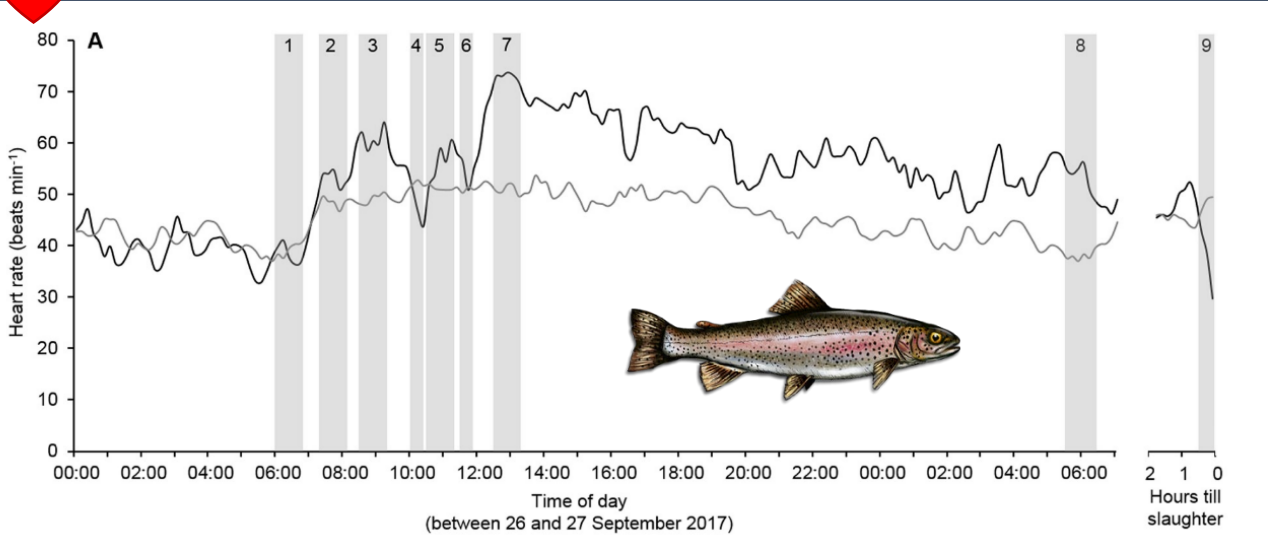 A
1 2 3 4 5 6 7 8 9
80
70
60
50
40
30
20
10
0
Heart rate (beats min⁻¹)
00:00 02:00 04:00 06:00 08:00 10:00 12:00 14:00 16:00 18:00 20:00 22:00 00:00 02:00 04:00 06:00 2 1 0
Time of day
(between 26 and 27 September 2017)
Hours till
slaughter